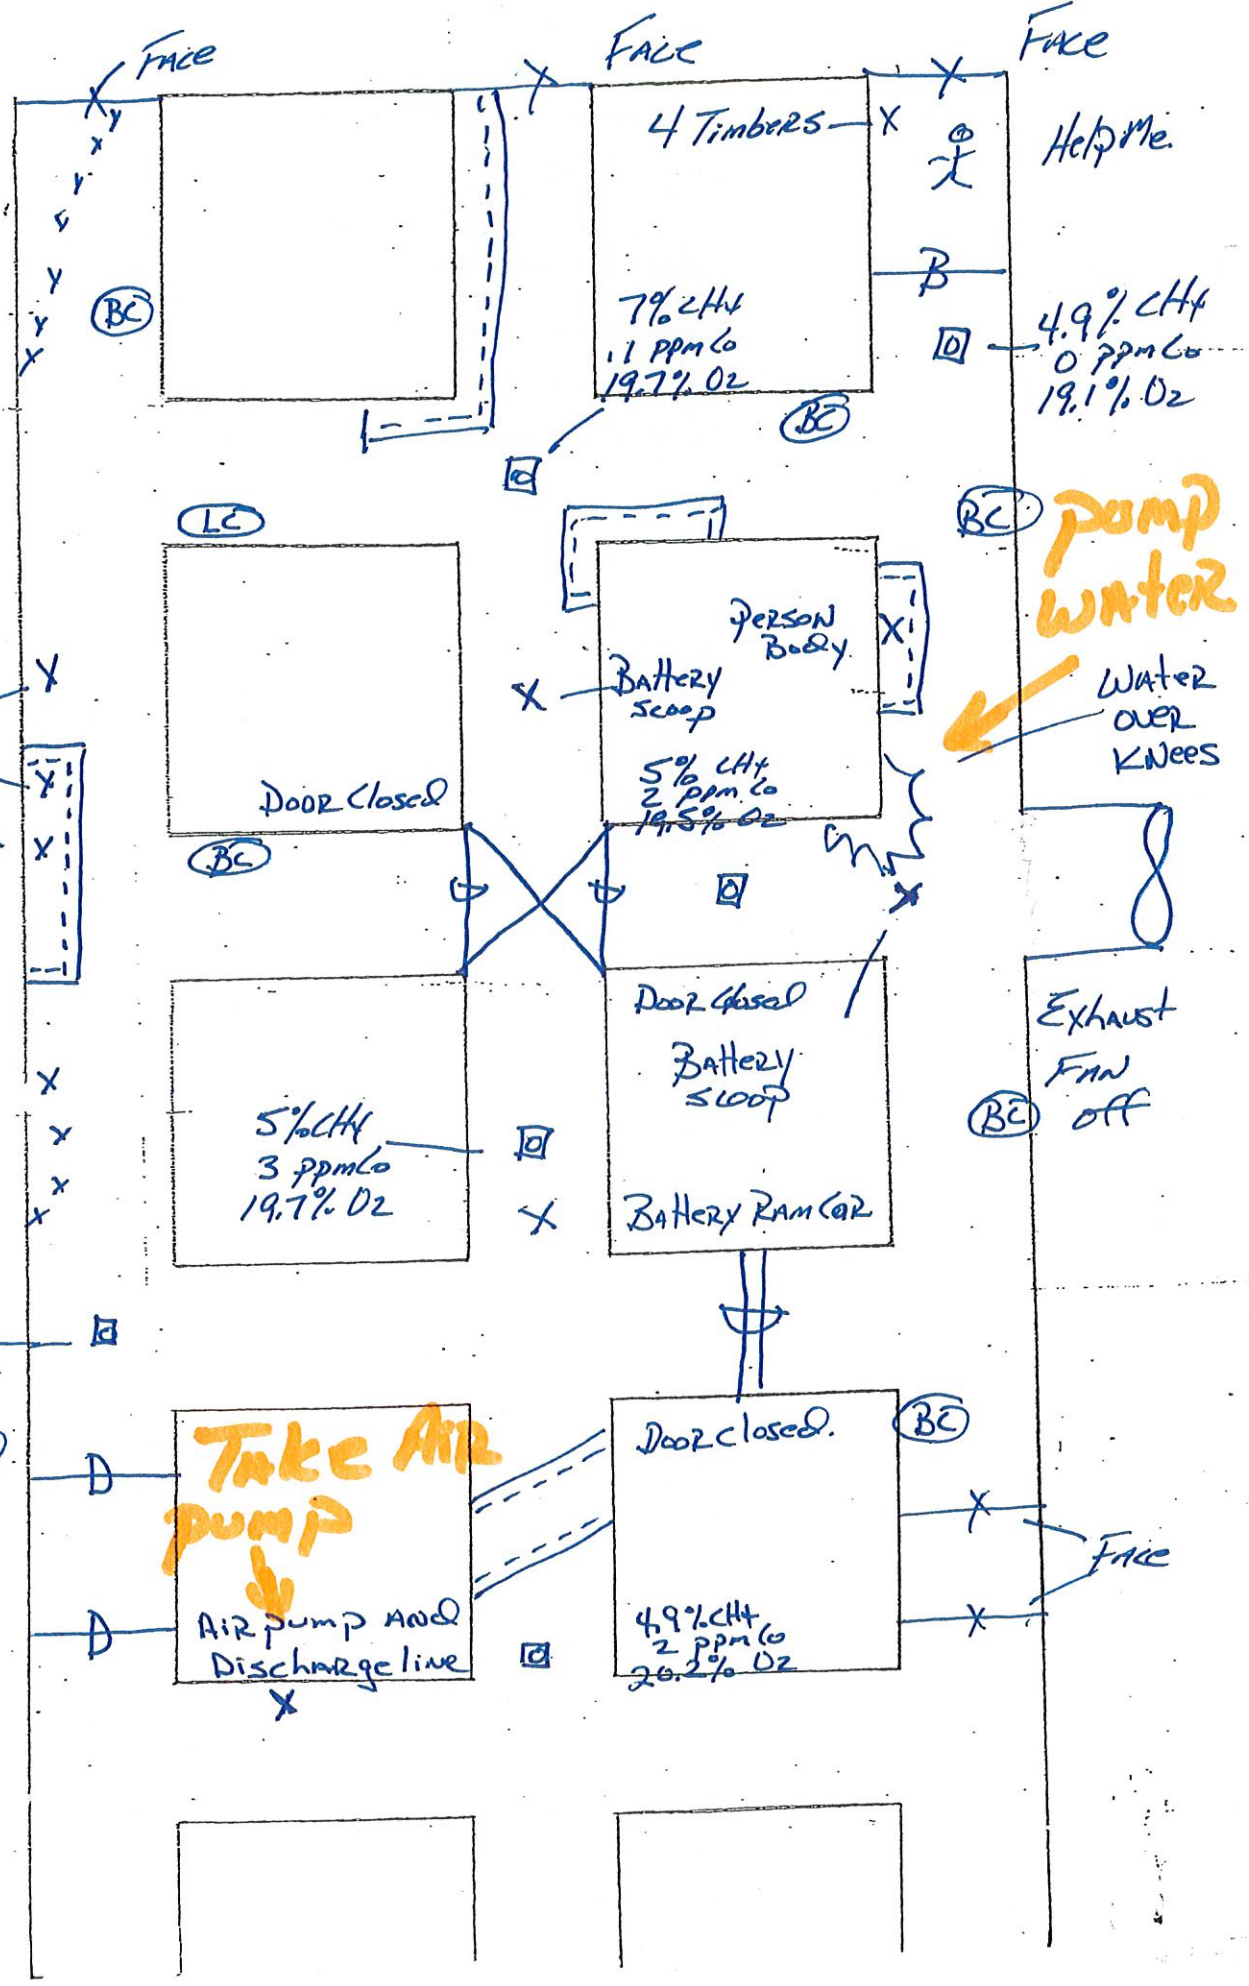 Face
Face
Face
4 Timbers
Help Me.
B
BC
7% CH4
.1 ppm Co
19.7% O2
4.9% CH4
0 ppm Co
19.1% O2
BC
BC
pump
water
LC
Person
Body
Battery
scoop
Water
over
Knees
5% CH4
2 ppm Co
19.5% O2
Door Closed
BC
Door Closed
Battery
scoop
Exhaust
Fan
off
BC
5% CH4
3 ppm Co
19.7% O2
Battery Ram Car
Take Air
pump
Door closed.
BC
D
Face
D
Air pump And
Discharge line
4.9% CH4
2 ppm Co
20.2% O2